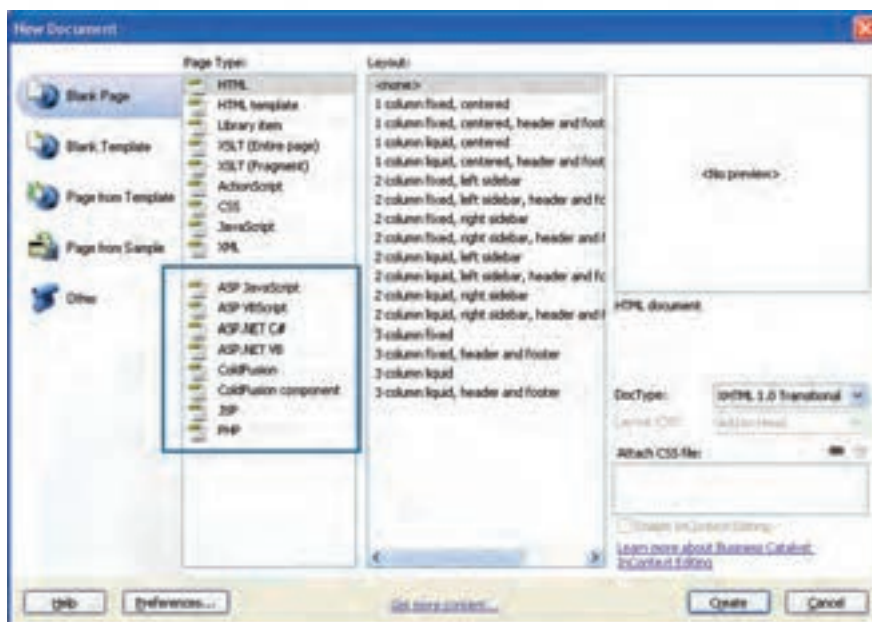 New Document
Page Type:
Layout:
Blank Page
Blank Template
Page from Template
Page from Sample
Other
HTML
HTML template
Library item
XSLT (Entire page)
XSLT (Fragment)
ActionScript
CSS
JavaScript
XML
ASP JavaScript
ASP VBScript
ASP.NET C#
ASP.NET VB
ColdFusion
ColdFusion component
JSP
PHP
<none>
1 column fixed, centered
1 column fixed, centered, header and foot
1 column liquid, centered
1 column liquid, centered, header and foot
2 column fixed, left sidebar
2 column fixed, left sidebar, header and fo
2 column fixed, right sidebar
2 column fixed, right sidebar, header and f
2 column liquid, left sidebar
2 column liquid, left sidebar, header and fo
2 column liquid, right sidebar
2 column liquid, right sidebar, header and f
3 column fixed
3 column fixed, header and footer
3 column liquid
3 column liquid, header and footer
<No preview>
HTML document
DocType:
XHTML 1.0 Transitional
Layout CSS:
Add to Head
Attach CSS file:
Enable InContext Editing
Learn more about Business Catalyst
InContext Editing
Help
Preferences...
Get more content...
Create
Cancel